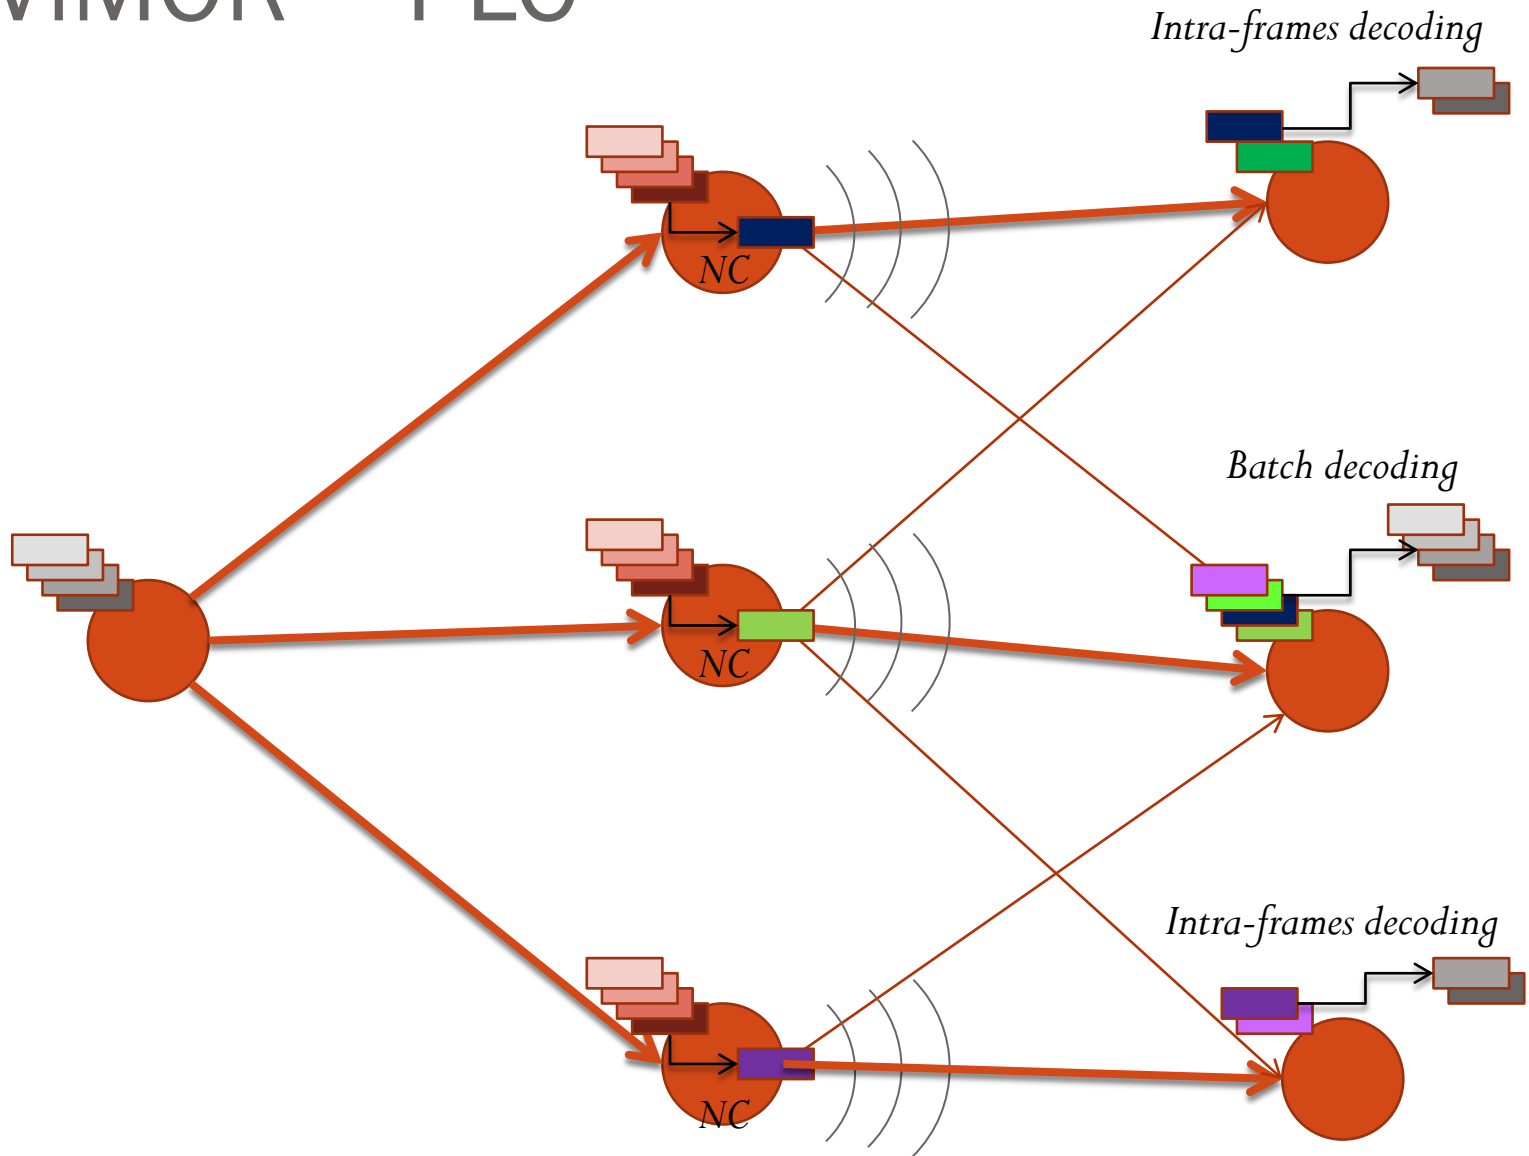 Intra-frames decoding
NC
Batch decoding
NC
Intra-frames decoding
NC